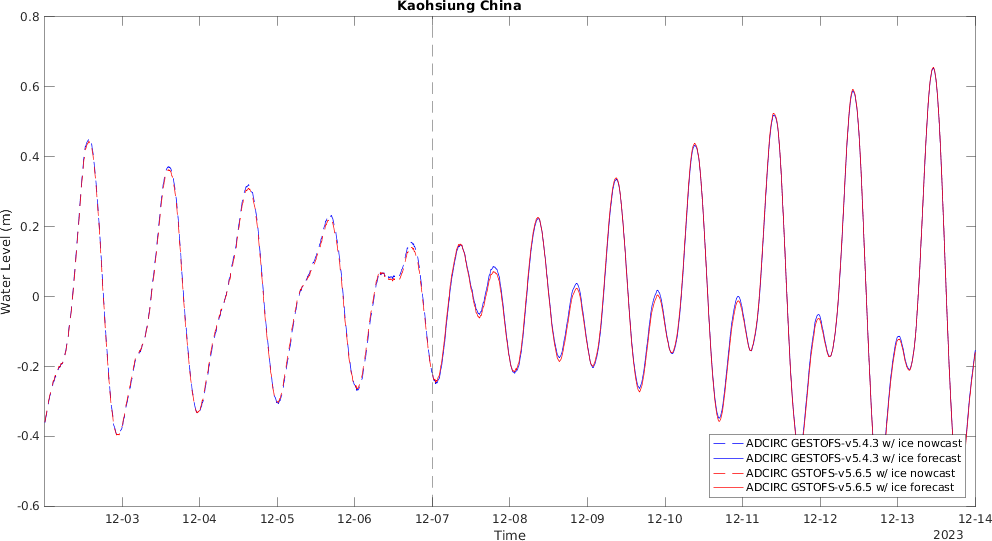 Kaohsiung China
0.8
0.6
0.4
0.2
0
-0.2
-0.4
-0.6
Water Level (m)
ADCIRC GESTOFS-v5.4.3 w/ ice nowcast
ADCIRC GESTOFS-v5.4.3 w/ ice forecast
ADCIRC GSTOFS-v5.6.5 w/ ice nowcast
ADCIRC GSTOFS-v5.6.5 w/ ice forecast
12-03 12-04 12-05 12-06 12-07 12-08 12-09 12-10 12-11 12-12 12-13 12-14
Time
2023